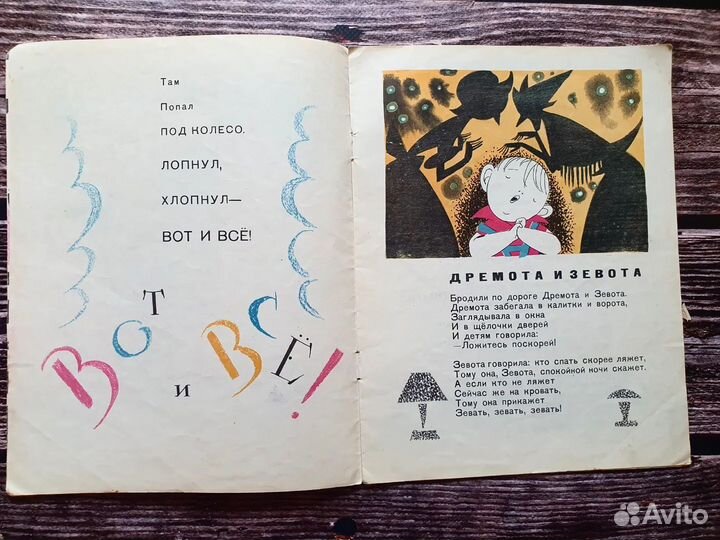 Там
Попал
ПОД КОЛЕСО.
ЛОПНУЛ,
ХЛОПНУЛ—
ВОТ И ВСЁ!
ВОТ
и
ВСЁ!
ДРЕМОТА И ЗЕВОТА
Бродили по дороге Дремота и Зевота.
Дремота забегала в калитки и ворота,
Заглядывала в окна
И в щёлочки дверей
И детям говорила:
—Ложитесь поскорей!
Зевота говорила: кто спать скорее ляжет,
Тому она, Зевота, спокойной ночи скажет.
А если кто не ляжет
Сейчас же на кровать,
Тому она прикажет
Зевать, зевать, зевать!
Avito